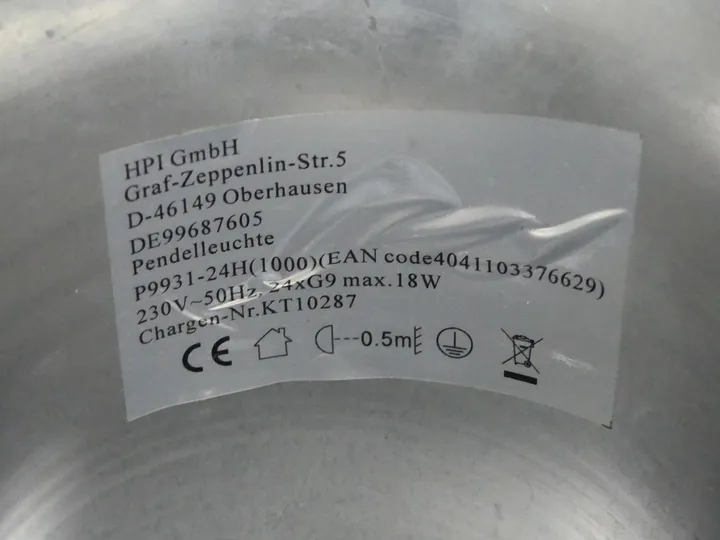 HPI GmbH
Graf-Zeppenlin-Str.5
D-46149 Oberhausen
DE99687605
Pendelleuchte
P9931-24H(1000)(EAN code4041103376629)
230V~50Hz, 24xG9 max.18W
Chargen-Nr.KT10287
CE 0.5m